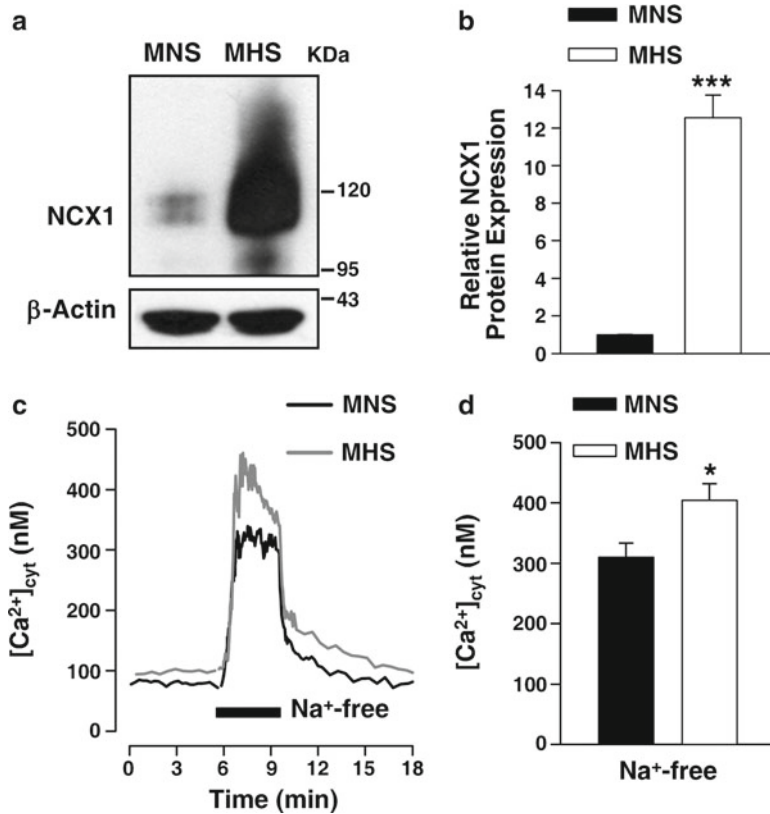 a
MNS MHS KDa
NCX1
120
95
β-Actin
43
b
MNS
MHS
Relative NCX1
Protein Expression
14
12
10
8
6
4
2
0
***
c
MNS
MHS
[Ca²⁺]cyt (nM)
500
400
300
200
100
0
Na⁺-free
0 3 6 9 12 15 18
Time (min)
d
MNS
MHS
[Ca²⁺]cyt (nM)
500
400
300
200
100
0
*
Na⁺-free